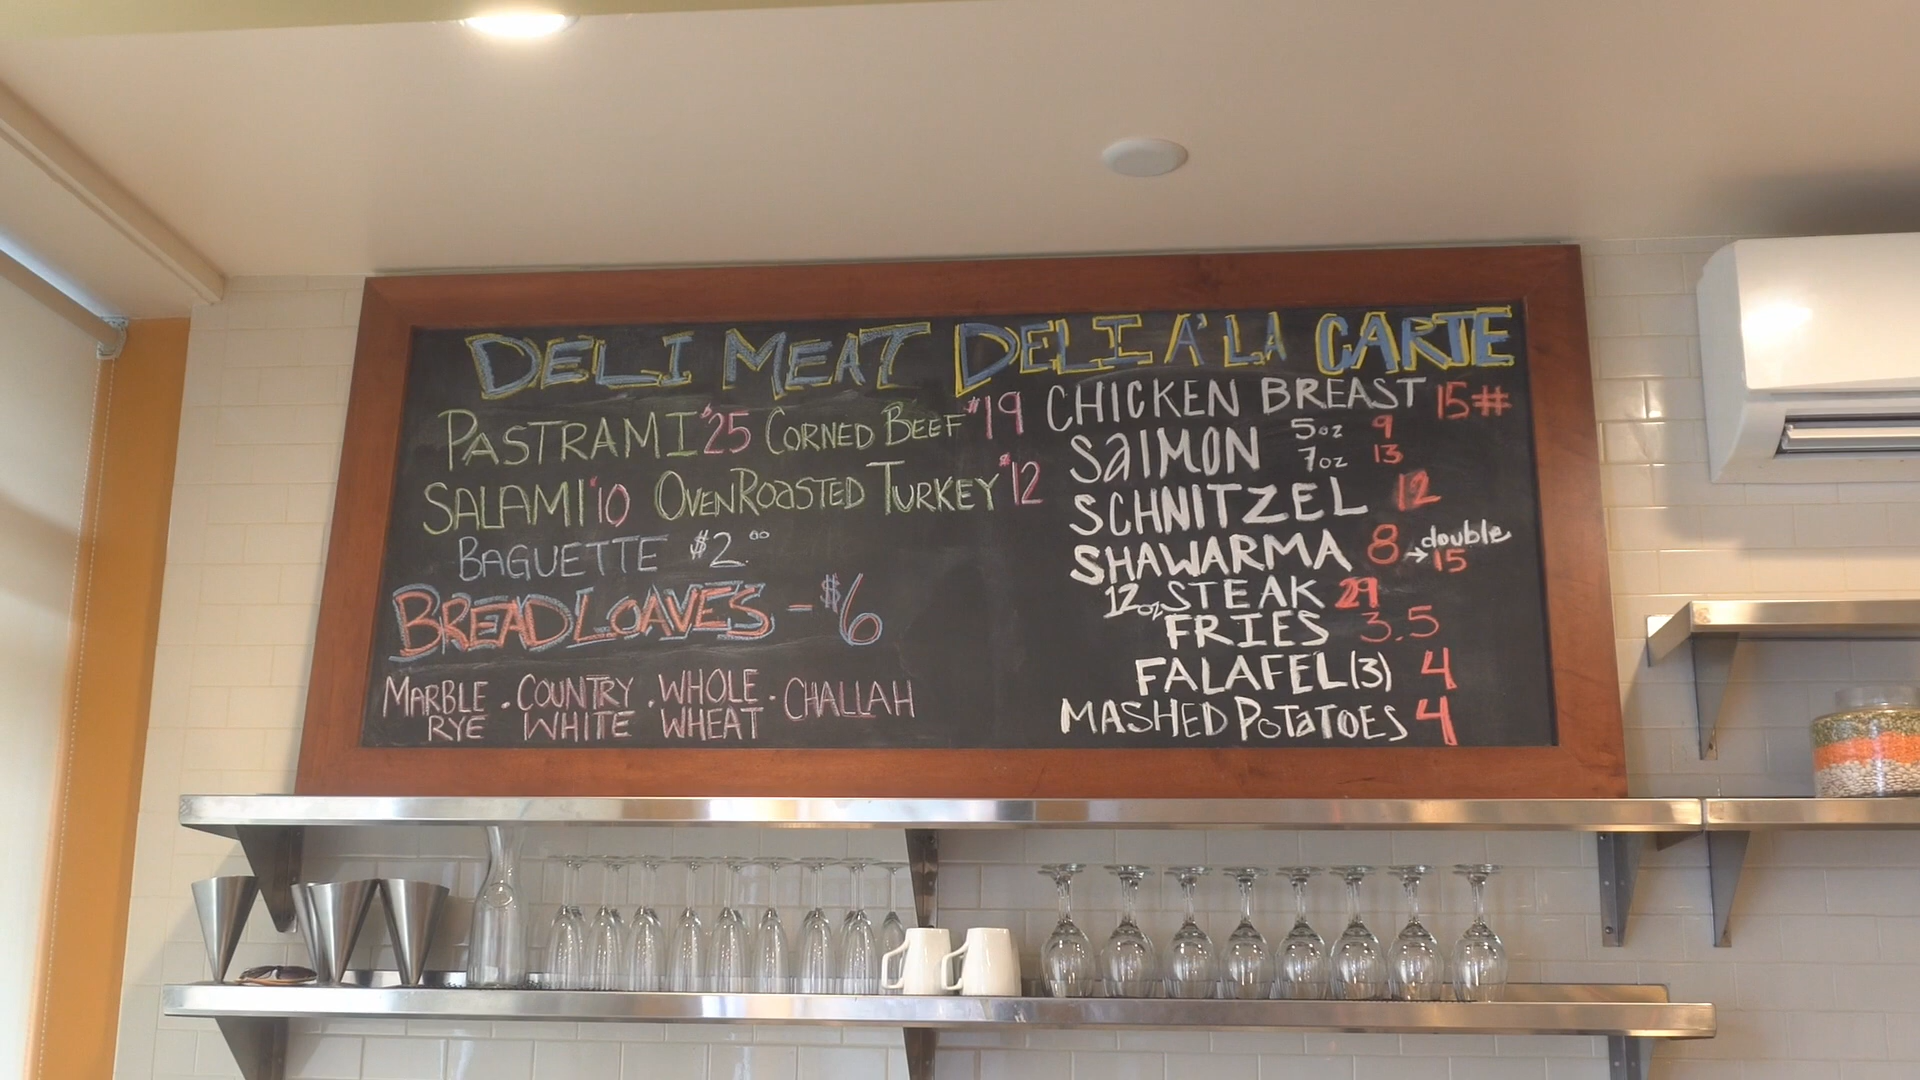 DELI MEAT
PASTRAMI $25 CORNED BEEF $19
SALAMI $10 OVEN ROASTED TURKEY $12
BAGUETTE $2.00
BREAD LOAVES - $6
MARBLE RYE · COUNTRY WHITE · WHOLE WHEAT · CHALLAH
DELI A' LA CARTE
CHICKEN BREAST 15#
SalMON 5oz 9
7oz 13
SCHNITZEL 12
SHAWARMA 8 → double 15
12oz STEAK 29
FRIES 3.5
FALAFEL (3) 4
MASHED POTaTOES 4